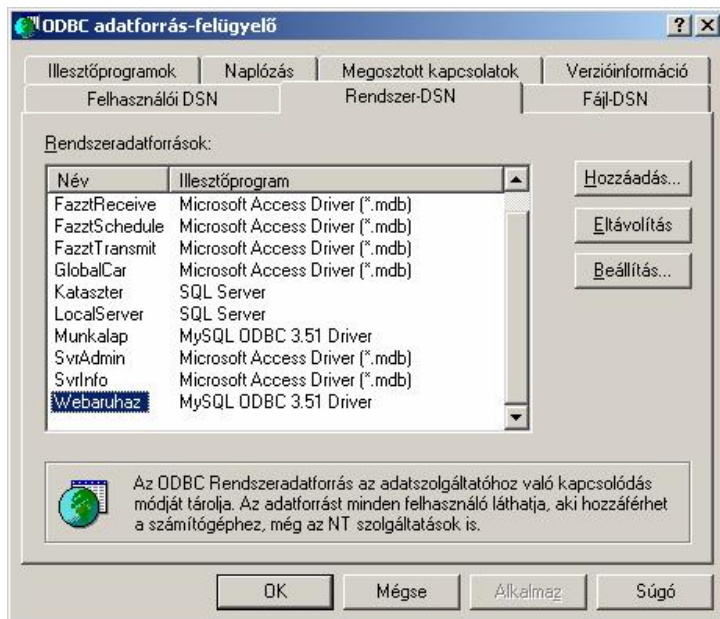 ODBC adatforrás-felügyelő
Illesztőprogramok Naplózás Megosztott kapcsolatok Verzióinformáció
Felhasználói DSN Rendszer-DSN Fájl-DSN
Rendszeradatforrások:
Név Illesztőprogram
FazztReceive Microsoft Access Driver (*.mdb)
FazztSchedule Microsoft Access Driver (*.mdb)
FazztTransmit Microsoft Access Driver (*.mdb)
GlobalCar Microsoft Access Driver (*.mdb)
Kataszter SQL Server
LocalServer SQL Server
Munkalap MySQL ODBC 3.51 Driver
SvrAdmin Microsoft Access Driver (*.mdb)
SvrInfo Microsoft Access Driver (*.mdb)
Webaruhaz MySQL ODBC 3.51 Driver
Hozzáadás...
Eltávolítás
Beállítás...
Az ODBC Rendszeradatforrás az adatszolgáltatóhoz való kapcsolódás
módját tárolja. Az adatforrást minden felhasználó láthatja, aki hozzáférhet
a számítógéphez, még az NT szolgáltatások is.
OK Mégse Alkalmaz Súgó